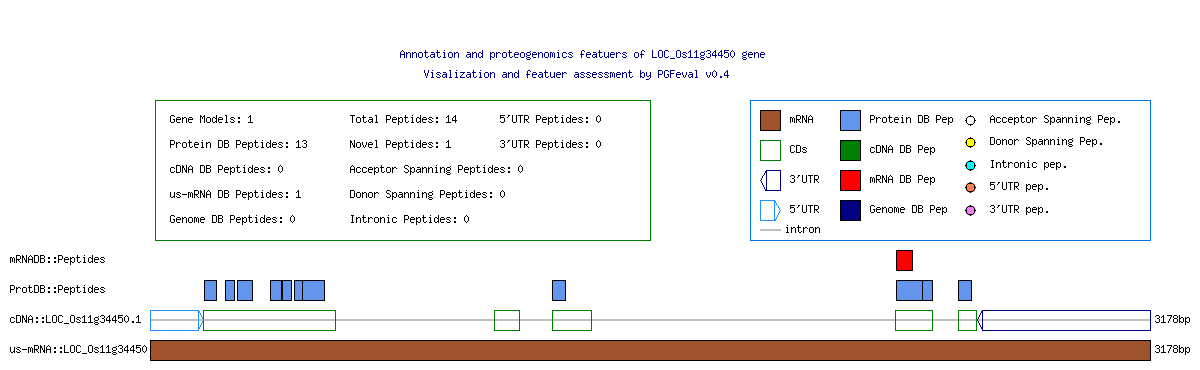 Annotation and proteogenomics featuers of LOC_Os11g34450 gene
Visalization and featuer assessment by PGFeval v0.4
Gene Models: 1 Total Peptides: 14 5'UTR Peptides: 0
Protein DB Peptides: 13 Novel Peptides: 1 3'UTR Peptides: 0
cDNA DB Peptides: 0 Acceptor Spanning Peptides: 0
us-mRNA DB Peptides: 1 Donor Spanning Peptides: 0
Genome DB Peptides: 0 Intronic Peptides: 0
mRNA Protein DB Pep Acceptor Spanning Pep.
CDs cDNA DB Pep Donor Spanning Pep.
3'UTR mRNA DB Pep Intronic pep.
5'UTR Genome DB Pep 5'UTR pep.
intron 3'UTR pep.
mRNADB::Peptides
ProtDB::Peptides
cDNA::LOC_Os11g34450.1 3178bp
us-mRNA::LOC_Os11g34450 3178bp